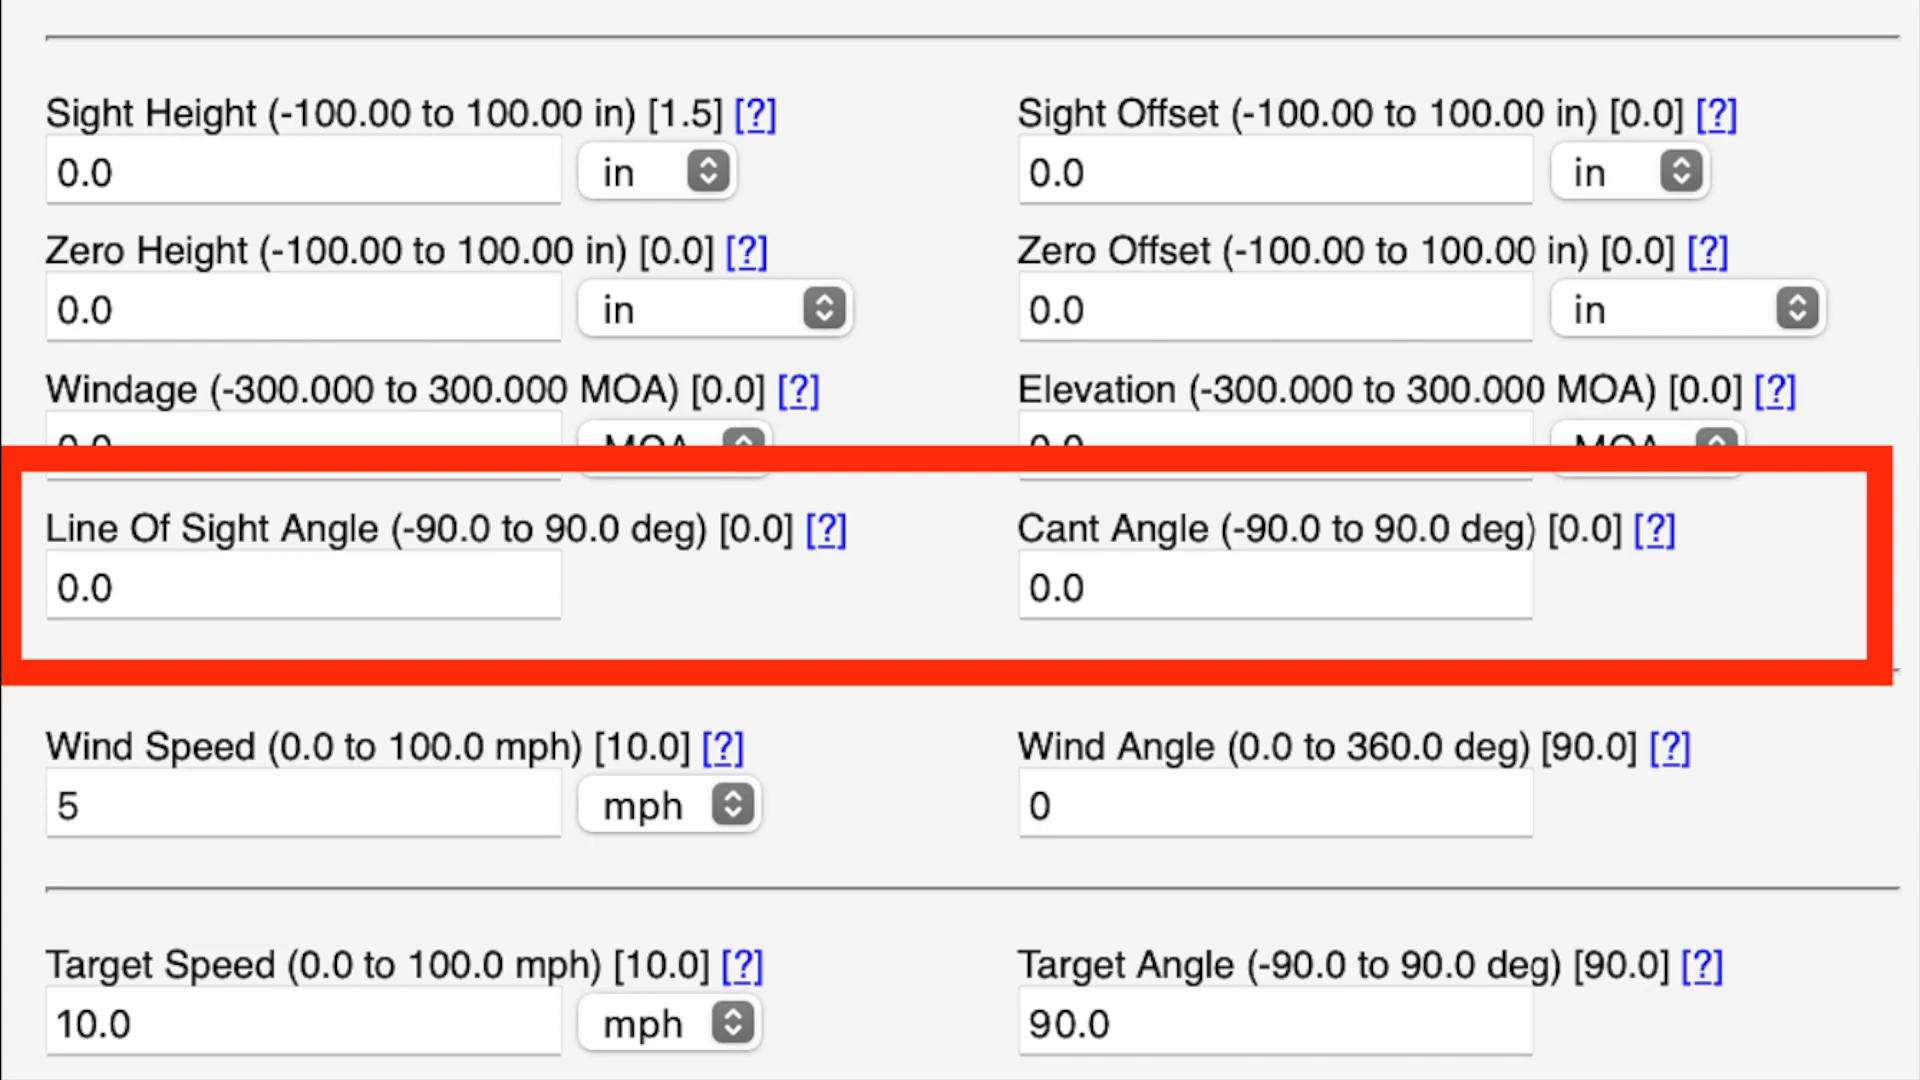 Sight Height (-100.00 to 100.00 in) [1.5] [?] Sight Offset (-100.00 to 100.00 in) [0.0] [?]
0.0 in 0.0 in
Zero Height (-100.00 to 100.00 in) [0.0] [?] Zero Offset (-100.00 to 100.00 in) [0.0] [?]
0.0 in 0.0 in
Windage (-300.000 to 300.000 MOA) [0.0] [?] Elevation (-300.000 to 300.000 MOA) [0.0] [?]
0.0 MOA 0.0 MOA
Line Of Sight Angle (-90.0 to 90.0 deg) [0.0] [?] Cant Angle (-90.0 to 90.0 deg) [0.0] [?]
0.0 0.0
Wind Speed (0.0 to 100.0 mph) [10.0] [?] Wind Angle (0.0 to 360.0 deg) [90.0] [?]
5 mph 0
Target Speed (0.0 to 100.0 mph) [10.0] [?] Target Angle (-90.0 to 90.0 deg) [90.0] [?]
10.0 mph 90.0